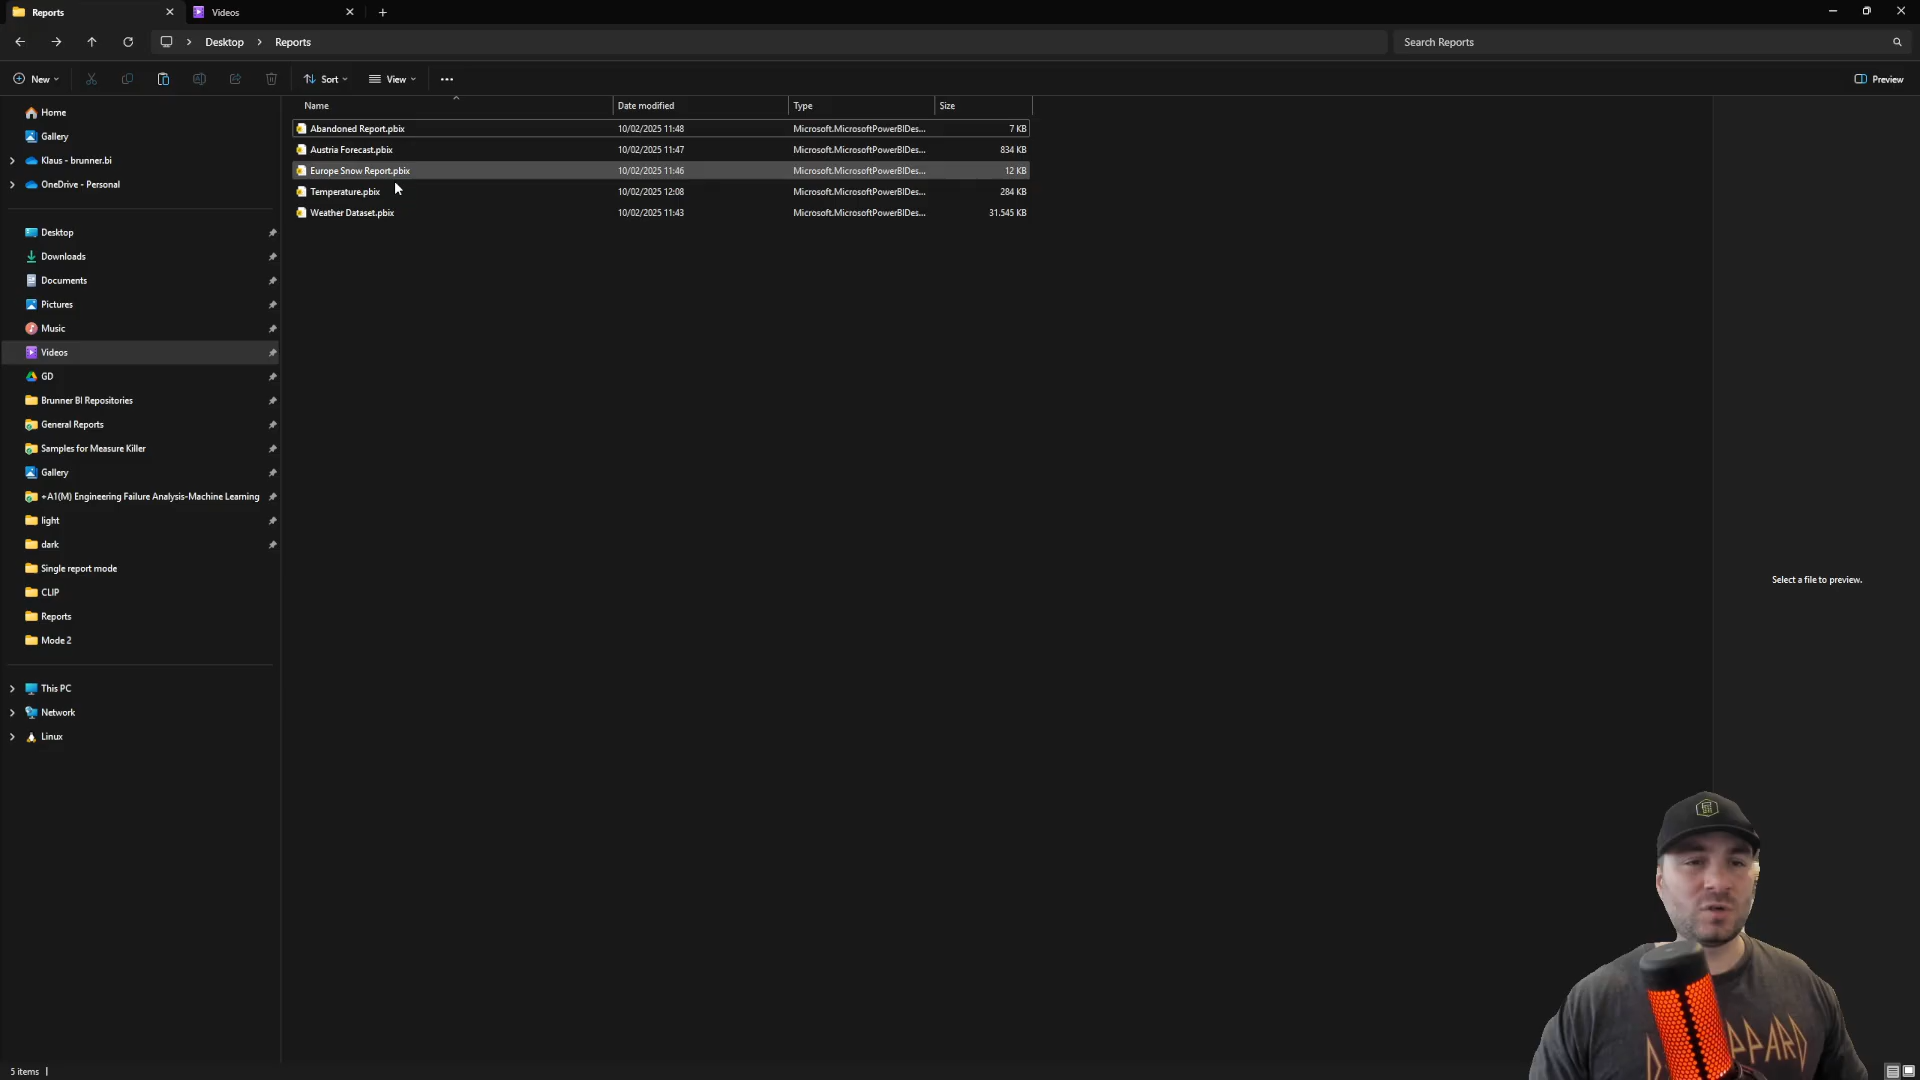 Reports
Videos
Desktop
Reports
Search Reports
New
Sort
View
Preview
Home
Gallery
Klaus - brunner.bi
OneDrive - Personal
Desktop
Downloads
Documents
Pictures
Music
Videos
GD
Brunner BI Repositories
General Reports
Samples for Measure Killer
Gallery
+A1(M) Engineering Failure Analysis-Machine Learning
light
dark
Single report mode
CLIP
Reports
Mode 2
This PC
Network
Linux
Name Date modified Type Size
Abandoned Report.pbix 10/02/2025 11:48 Microsoft.MicrosoftPowerBIDes... 7 KB
Austria Forecast.pbix 10/02/2025 11:47 Microsoft.MicrosoftPowerBIDes... 834 KB
Europe Snow Report.pbix 10/02/2025 11:46 Microsoft.MicrosoftPowerBIDes... 12 KB
Temperature.pbix 10/02/2025 12:08 Microsoft.MicrosoftPowerBIDes... 284 KB
Weather Dataset.pbix 10/02/2025 11:43 Microsoft.MicrosoftPowerBIDes... 31.545 KB
Select a file to preview.
5 items